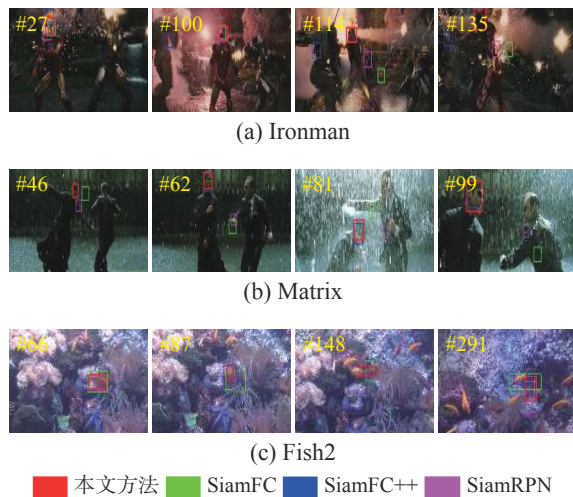 #27 #100 #114 #135
(a) Ironman
#46 #62 #81 #99
(b) Matrix
#66 #87 #148 #291
(c) Fish2
本文方法 SiamFC SiamFC++ SiamRPN